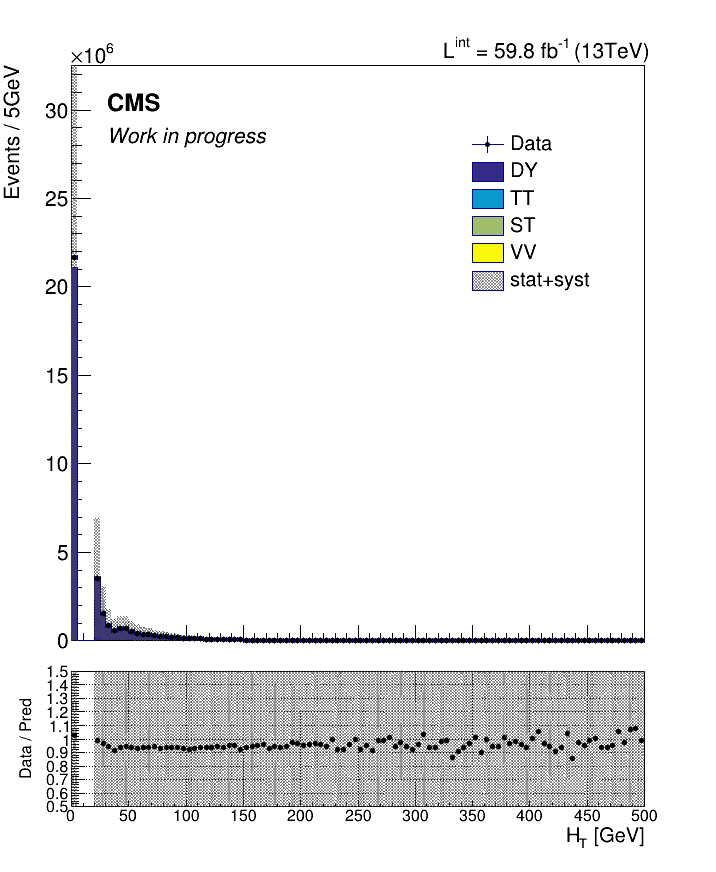 ×10⁶
L^int = 59.8 fb⁻¹ (13TeV)
Events / 5GeV
CMS
Work in progress
Data
DY
TT
ST
VV
stat+syst
30
25
20
15
10
5
0
Data / Pred
1.5
1.4
1.3
1.2
1.1
1
0.9
0.8
0.7
0.6
0.5
0 50 100 150 200 250 300 350 400 450 500
H_T [GeV]